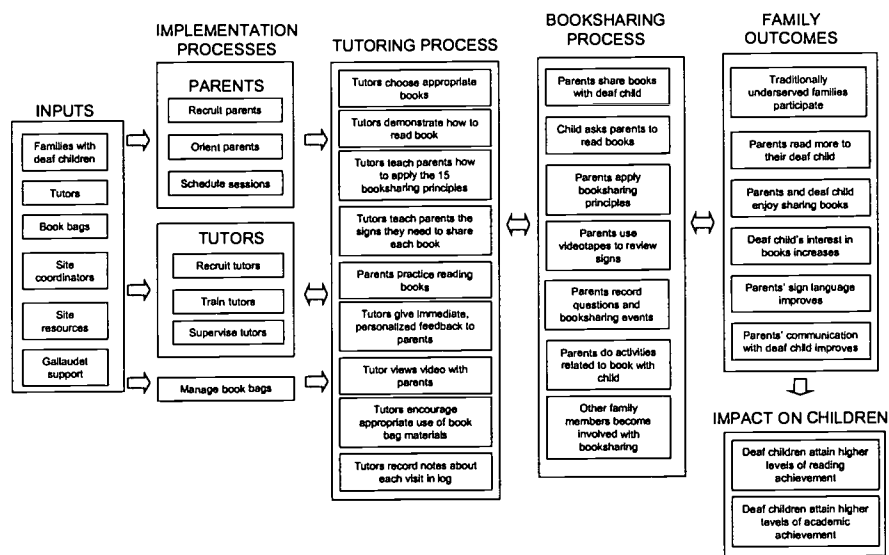 INPUTS
Families with
deaf children
Tutors
Book bags
Site
coordinators
Site
resources
Gallaudet
support
IMPLEMENTATION
PROCESSES
PARENTS
Recruit parents
Orient parents
Schedule sessions
TUTORS
Recruit tutors
Train tutors
Supervise tutors
Manage book bags
TUTORING PROCESS
Tutors choose appropriate
books
Tutors demonstrate how to
read book
Tutors teach parents how
to apply the 15
booksharing principles
Tutors teach parents the
signs they need to share
each book
Parents practice reading
books
Tutors give immediate,
personalized feedback to
parents
Tutor views video with
parents
Tutors encourage
appropriate use of book
bag materials
Tutors record notes about
each visit in log
BOOKSHARING
PROCESS
Parents share books
with deaf child
Child asks parents to
read books
Parents apply
booksharing
principles
Parents use
videotapes to review
signs
Parents record
questions and
booksharing events
Parents do activities
related to book with
child
Other family
members become
involved with
booksharing
FAMILY
OUTCOMES
Traditionally
underserved families
participate
Parents read more to
their deaf child
Parents and deaf child
enjoy sharing books
Deaf child's interest in
books increases
Parents' sign language
improves
Parents' communication
with deaf child improves
IMPACT ON CHILDREN
Deaf children attain higher
levels of reading
achievement
Deaf children attain higher
levels of academic
achievement